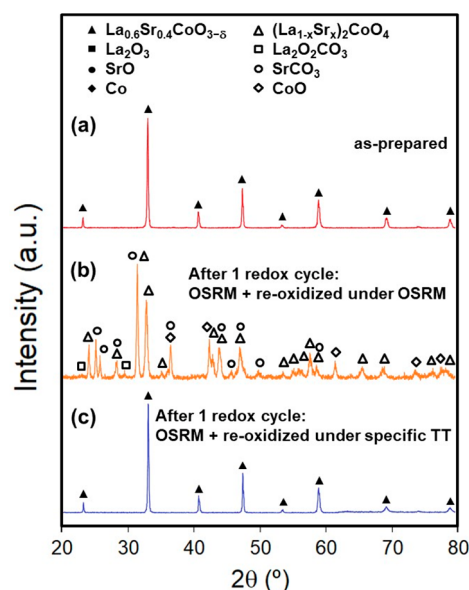 ▲ La0.6Sr0.4CoO3-δ △ (La1-xSrx)2CoO4
■ La2O3 □ La2O2CO3
● SrO ○ SrCO3
◆ Co ◇ CoO
(a)
as-prepared
(b)
After 1 redox cycle:
OSRM + re-oxidized under OSRM
(c)
After 1 redox cycle:
OSRM + re-oxidized under specific TT
Intensity (a.u.)
20 30 40 50 60 70 80
2θ (º)